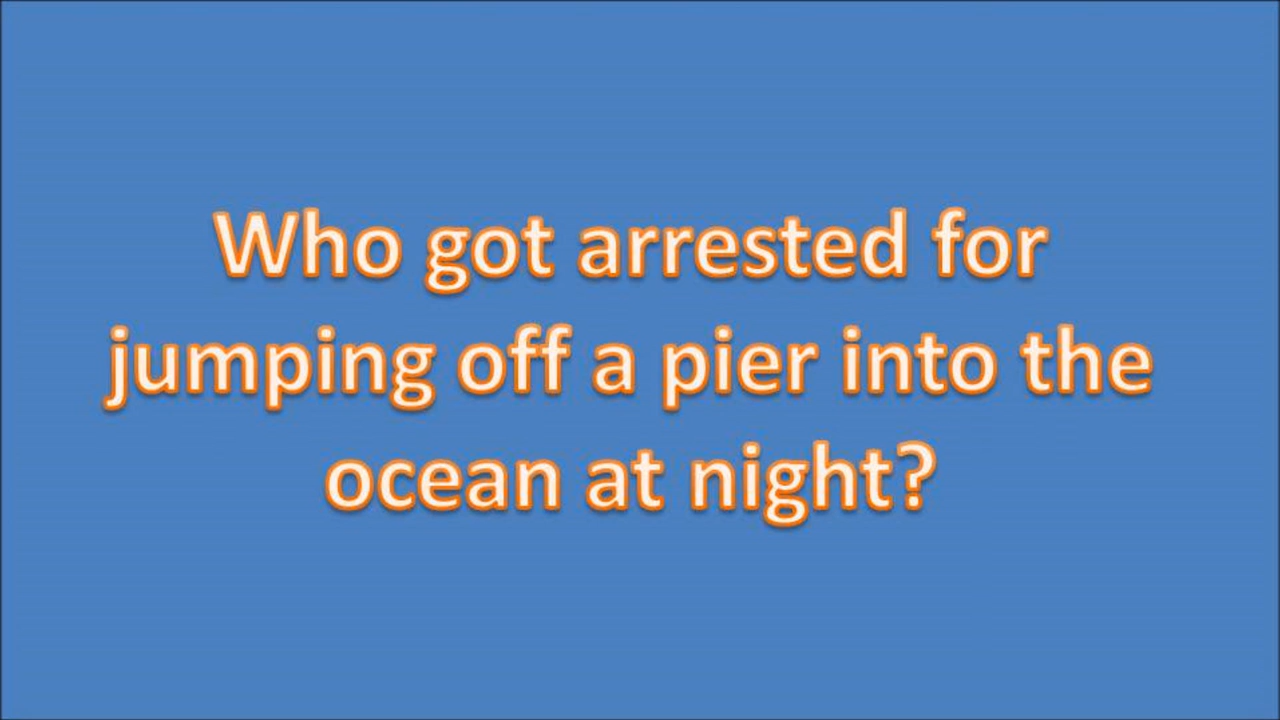 Who got arrested for
jumping off a pier into the
ocean at night?